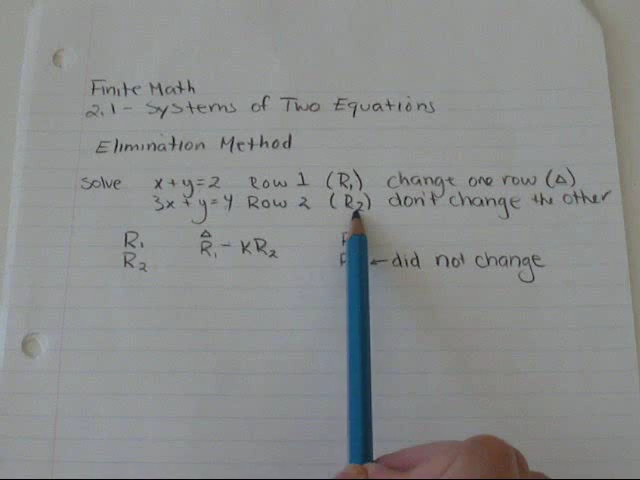 Finite Math
2.1 - Systems of Two Equations
Elimination Method
Solve x + y = 2 Row 1 (R₁) change one row (Δ)
3x + y = 4 Row 2 (R₂) don't change the other
R₁ Δ R₁ - KR₂
R₂ ← did not change